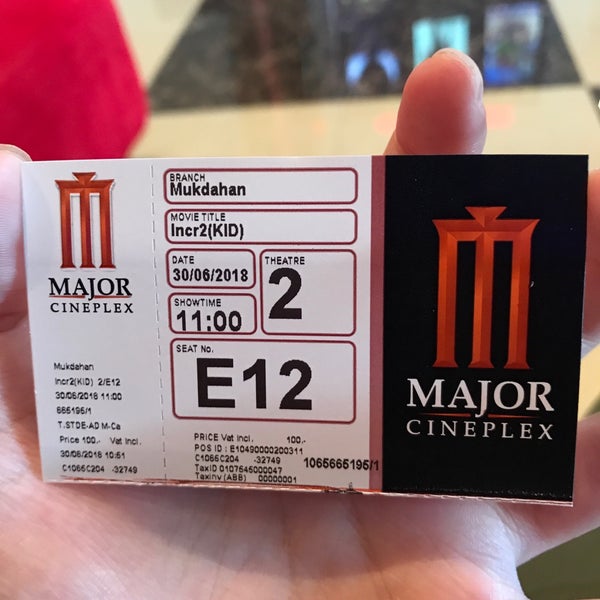 MAJOR
CINEPLEX
Mukdahan
Incr2(KID) 2/E12
30/06/2018 11:00
665195/1
T.STDE-AD M-Ca
Price 100.- Vat Incl.
30/06/2018 10:51
C1066C204 -32749
BRANCH
Mukdahan
MOVIE TITLE
Incr2(KID)
DATE
30/06/2018
THEATRE
2
SHOWTIME
11:00
SEAT No.
E12
PRICE Vat Incl. 100.-
POS ID : E10490000200311
C1066C204 -32749
1065665195/1
TaxID 0107545000047
TaxInv (ABB) 00000001
MAJOR
CINEPLEX